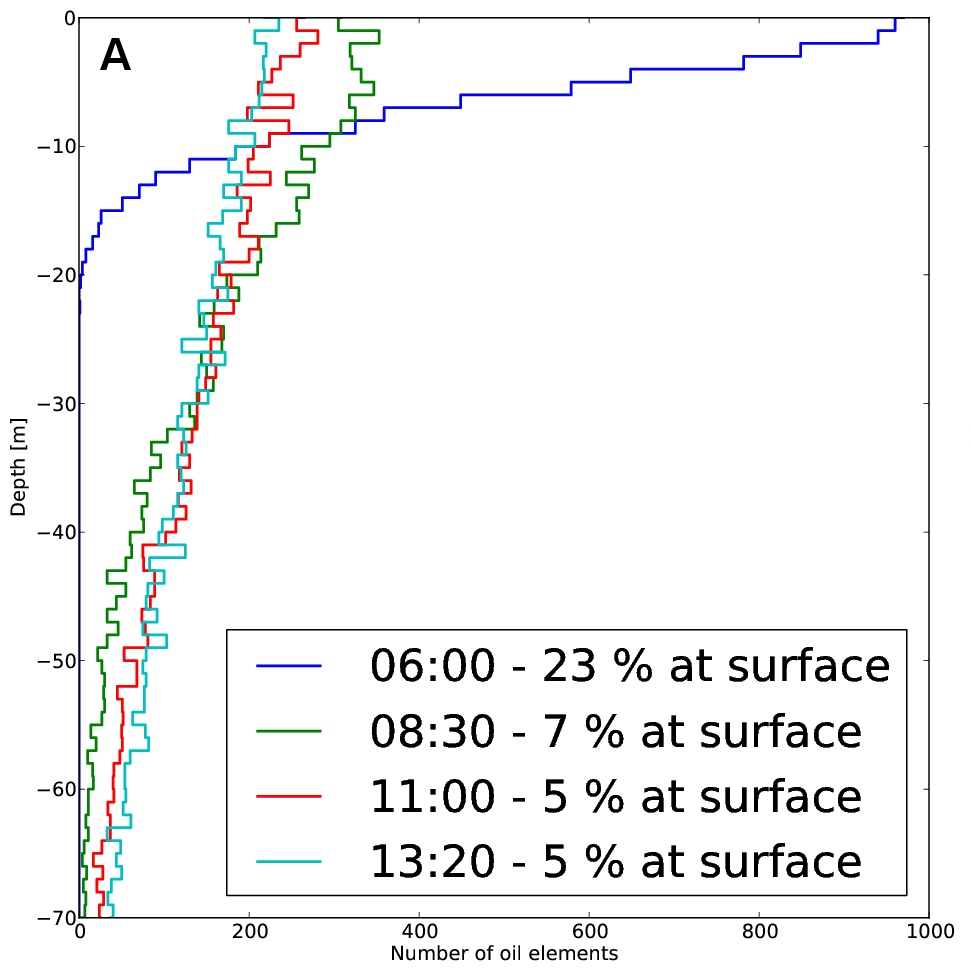 A
0
−10
−20
−30
−40
−50
−60
−70
Depth [m]
06:00 - 23 % at surface
08:30 - 7 % at surface
11:00 - 5 % at surface
13:20 - 5 % at surface
0 200 400 600 800 1000
Number of oil elements